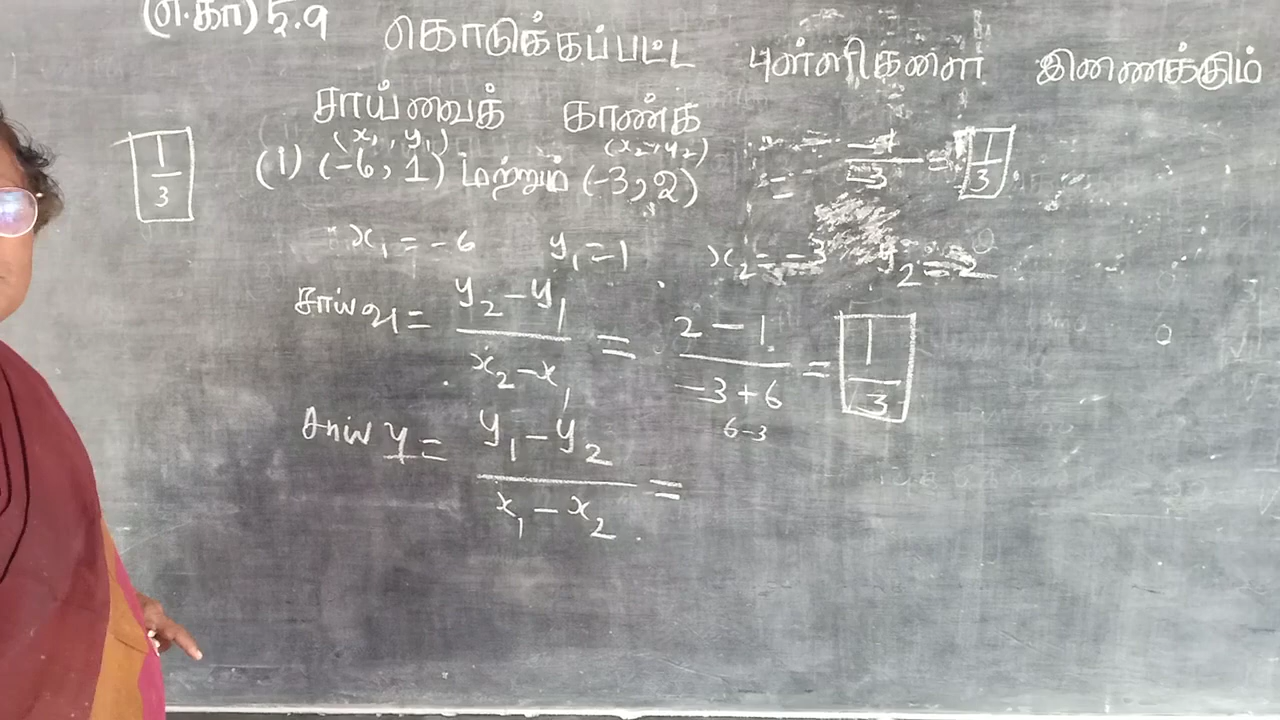 (எ.கா) 5.9 கொடுக்கப்பட்ட புள்ளிகளை இணைக்கும்
சாய்வைக் காண்க
(x₁, y₁) (x₂, y₂)
(i) (-6, 1) மற்றும் (-3, 2)
= -1/-3 = 1/3
1/3
x₁ = -6 y₁ = 1 x₂ = -3 y₂ = 2
சாய்வு = y₂ - y₁ / x₂ - x₁ = 2 - 1 / -3 + 6 = 1/3
6-3
சாய்வு = y₁ - y₂ / x₁ - x₂ =